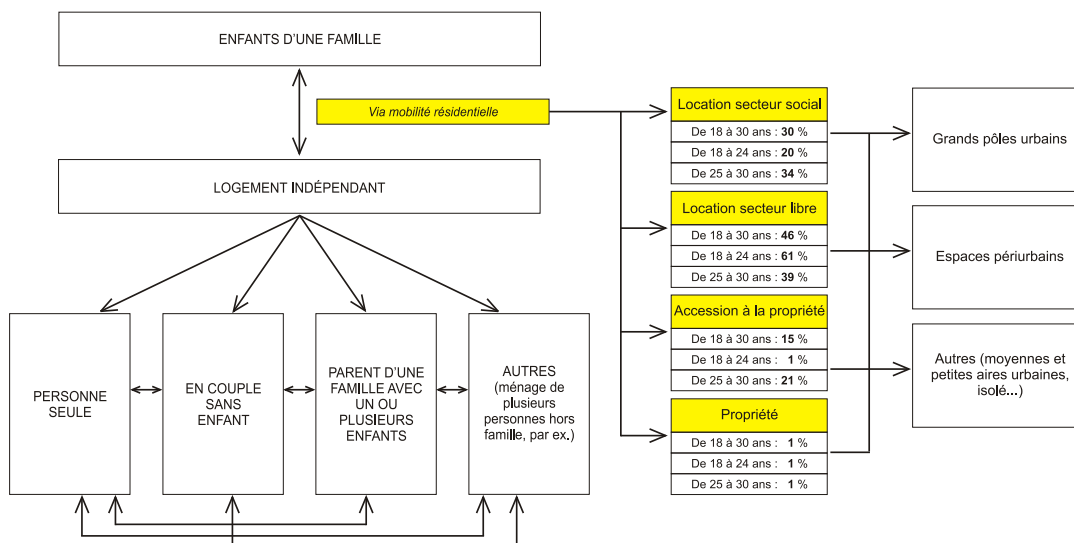 ENFANTS D'UNE FAMILLE
Via mobilité résidentielle
LOGEMENT INDÉPENDANT
PERSONNE
SEULE
EN COUPLE
SANS
ENFANT
PARENT D'UNE
FAMILLE AVEC
UN OU
PLUSIEURS
ENFANTS
AUTRES
(ménage de
plusieurs
personnes hors
famille, par ex.)
Location secteur social
De 18 à 30 ans : 30 %
De 18 à 24 ans : 20 %
De 25 à 30 ans : 34 %
Location secteur libre
De 18 à 30 ans : 46 %
De 18 à 24 ans : 61 %
De 25 à 30 ans : 39 %
Accession à la propriété
De 18 à 30 ans : 15 %
De 18 à 24 ans : 1 %
De 25 à 30 ans : 21 %
Propriété
De 18 à 30 ans : 1 %
De 18 à 24 ans : 1 %
De 25 à 30 ans : 1 %
Grands pôles urbains
Espaces périurbains
Autres (moyennes et
petites aires urbaines,
isolé...)